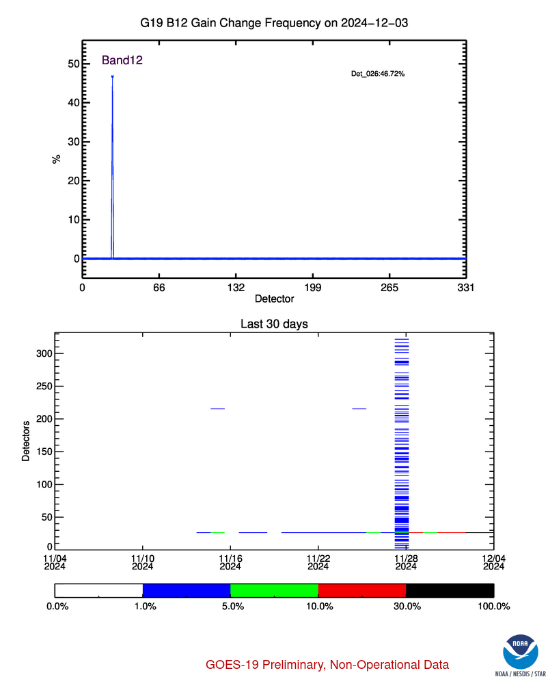 G19 B12 Gain Change Frequency on 2024-12-03
Band12
Det_026:46.72%
50
40
30
20
10
0
%
0 66 132 199 265 331
Detector
Last 30 days
300
250
200
150
100
50
0
Detectors
11/04 11/10 11/16 11/22 11/28 12/04
2024 2024 2024 2024 2024 2024
0.0% 1.0% 5.0% 10.0% 30.0% 100.0%
GOES-19 Preliminary, Non-Operational Data
NOAA
NOAA / NESDIS / STAR